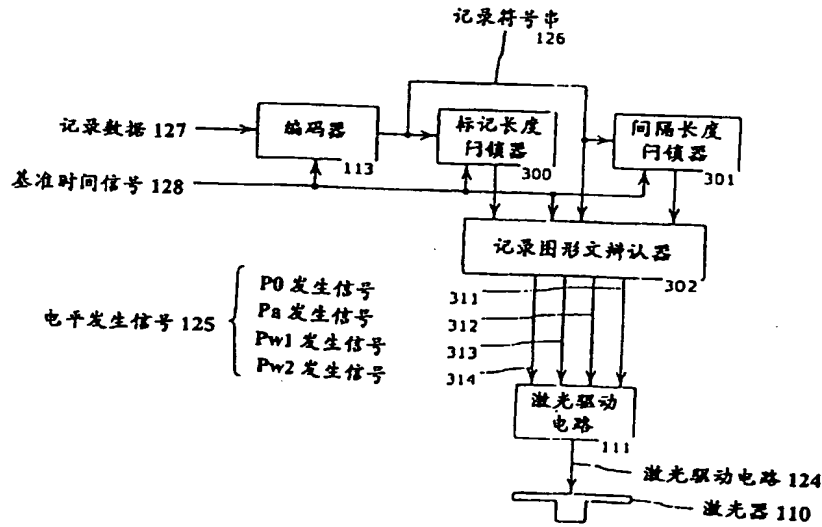 记录符号串
126
记录数据 127
编码器
113
标记长度
闩锁器
300
间隔长度
闩锁器
301
基准时间信号 128
记录图形文辨认器
302
电平发生信号 125
P0 发生信号
Pa 发生信号
Pw1 发生信号
Pw2 发生信号
311
312
313
314
激光驱动
电路
111
激光驱动电路 124
激光器 110